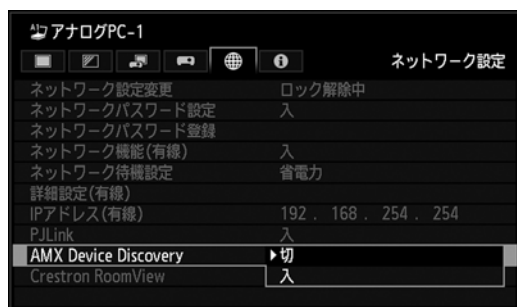 アナログPC-1
ネットワーク設定
ネットワーク設定変更 ロック解除中
ネットワークパスワード設定 入
ネットワークパスワード登録
ネットワーク機能(有線) 入
ネットワーク待機設定 省電力
詳細設定(有線)
IPアドレス(有線) 192 . 168 . 254 . 254
PJLink 入
AMX Device Discovery ▶切
Crestron RoomView 入